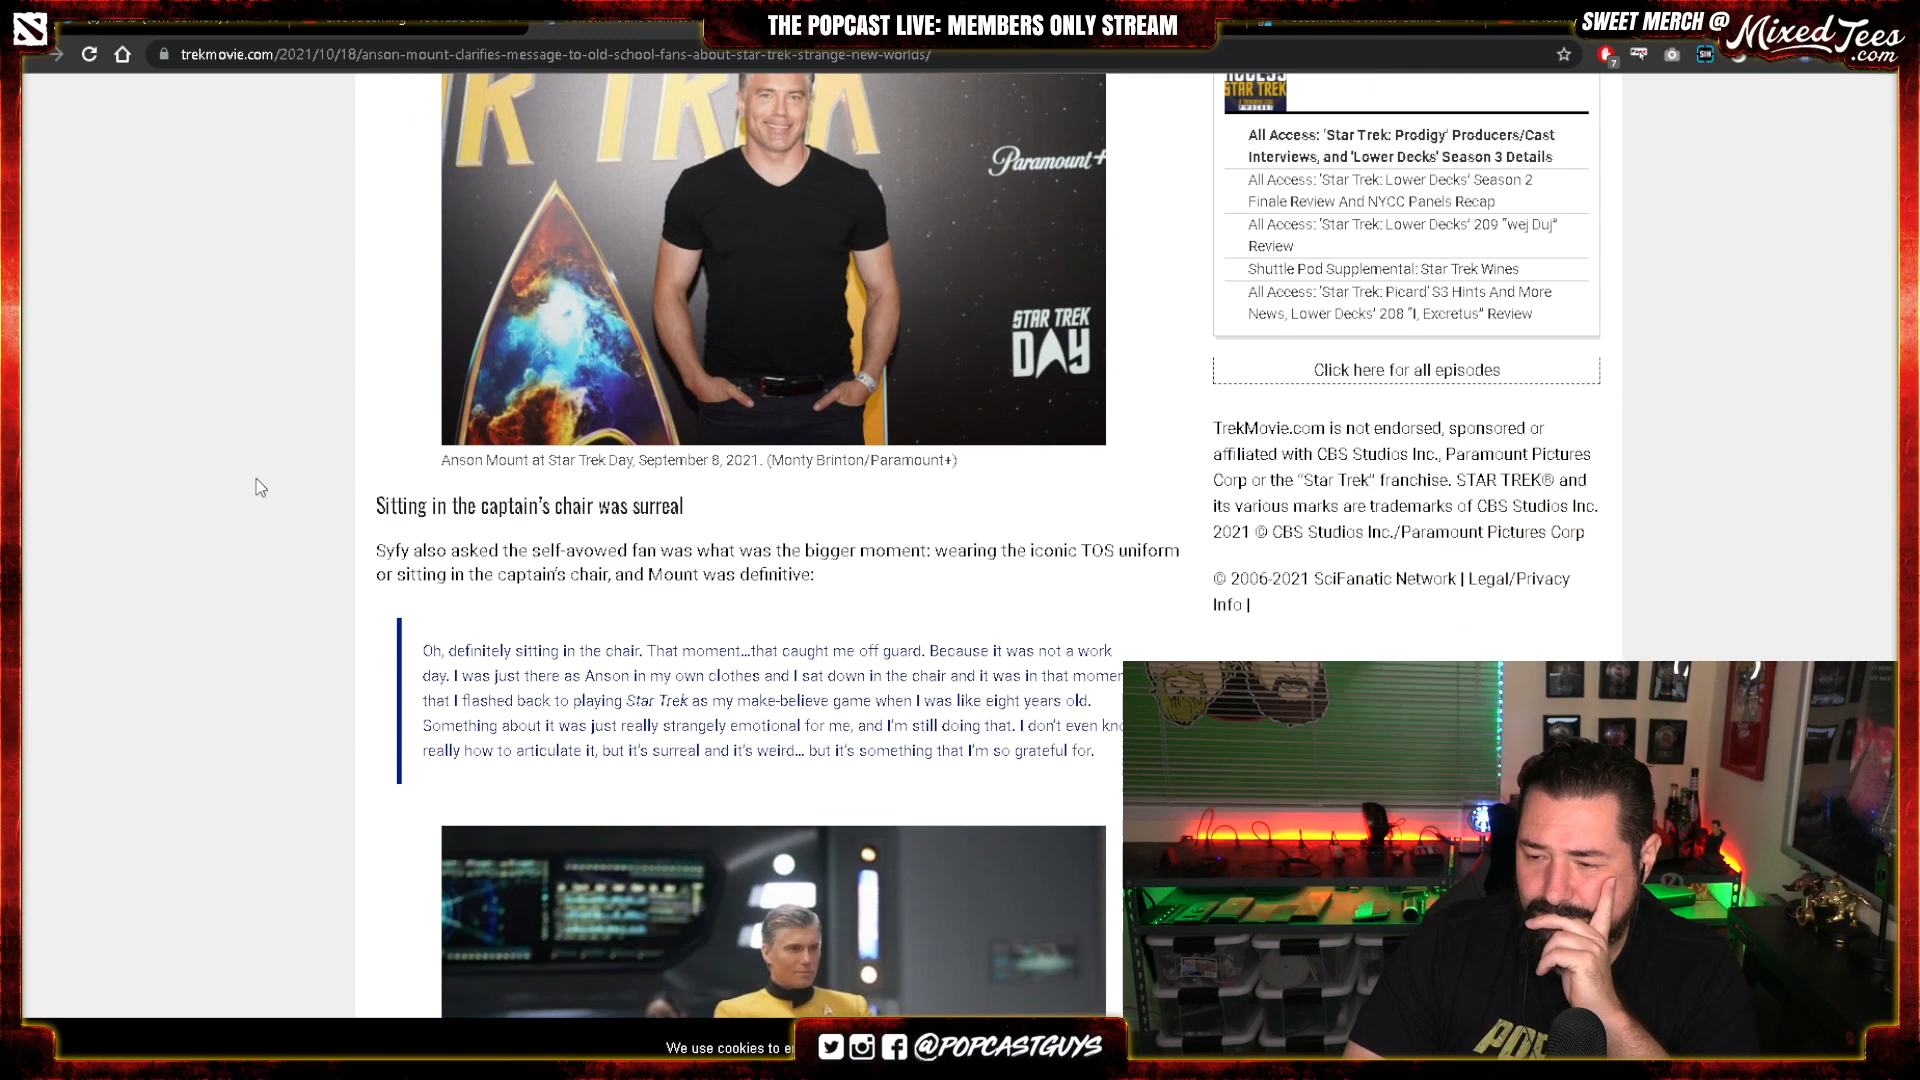 THE POPCAST LIVE: MEMBERS ONLY STREAM
SWEET MERCH @
MixedTees
.com
trekmovie.com/2021/10/18/anson-mount-clarifies-message-to-old-school-fans-about-star-trek-strange-new-worlds/
7
R TREK
Paramount+
STAR TREK
DAY
Anson Mount at Star Trek Day, September 8, 2021. (Monty Brinton/Paramount+)
Sitting in the captain's chair was surreal
Syfy also asked the self-avowed fan was what was the bigger moment: wearing the iconic TOS uniform
or sitting in the captain's chair, and Mount was definitive:
Oh, definitely sitting in the chair. That moment…that caught me off guard. Because it was not a work
day. I was just there as Anson in my own clothes and I sat down in the chair and it was in that momen
that I flashed back to playing Star Trek as my make-believe game when I was like eight years old.
Something about it was just really strangely emotional for me, and I'm still doing that. I don't even kno
really how to articulate it, but it's surreal and it's weird… but it's something that I'm so grateful for.
ACCESS
STAR TREK
All Access: 'Star Trek: Prodigy' Producers/Cast
Interviews, and 'Lower Decks' Season 3 Details
All Access: 'Star Trek: Lower Decks' Season 2
Finale Review And NYCC Panels Recap
All Access: 'Star Trek: Lower Decks' 209 "wej Duj"
Review
Shuttle Pod Supplemental: Star Trek Wines
All Access: 'Star Trek: Picard' S3 Hints And More
News, Lower Decks' 208 "I, Excretus" Review
Click here for all episodes
TrekMovie.com is not endorsed, sponsored or
affiliated with CBS Studios Inc., Paramount Pictures
Corp or the "Star Trek" franchise. STAR TREK® and
its various marks are trademarks of CBS Studios Inc.
2021 © CBS Studios Inc./Paramount Pictures Corp
© 2006-2021 SciFanatic Network | Legal/Privacy
Info |
We use cookies to e
@POPCASTGUYS